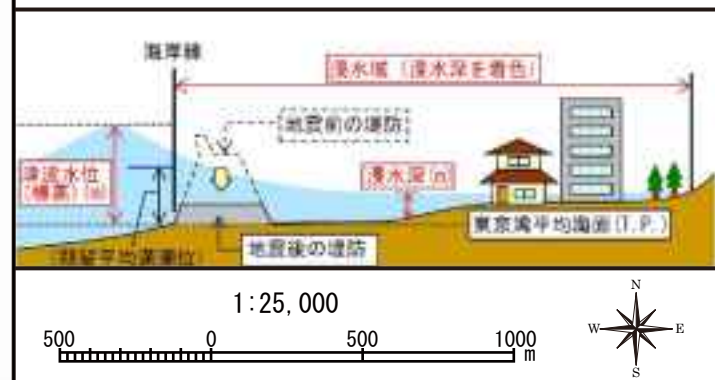 海岸線
浸水域 (浸水深を着色)
地震前の堤防
津波水位
(標高) (m)
浸水深(m)
東京湾平均海面(T.P.)
(朔望平均満潮位)
地震後の堤防
1:25,000
500 0 500 1000
m
N
W E
S